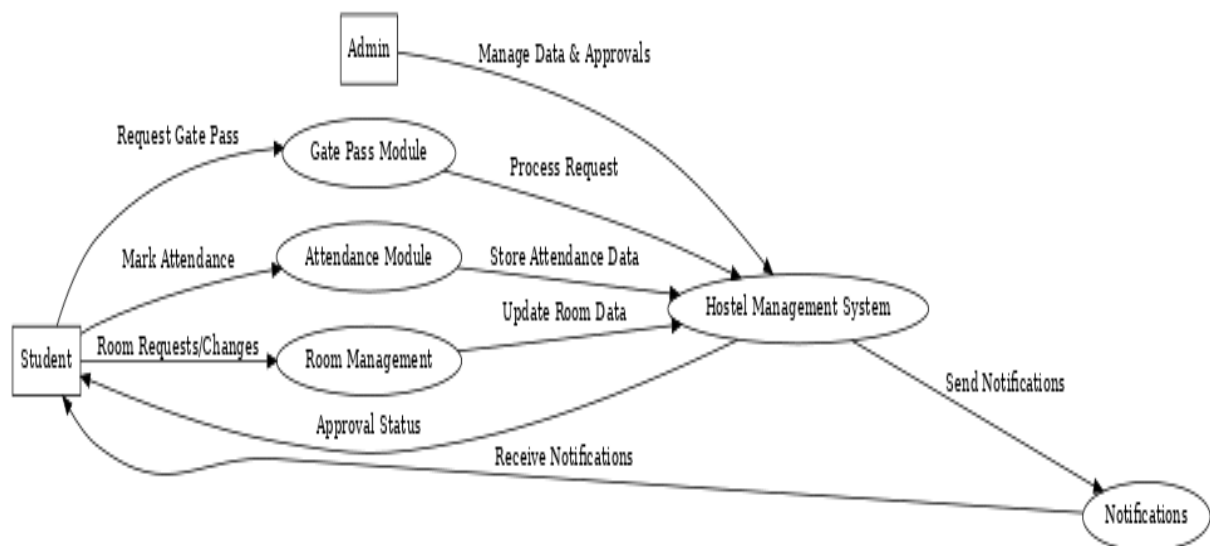 Admin
Manage Data & Approvals
Request Gate Pass
Gate Pass Module
Process Request
Mark Attendance
Attendance Module
Store Attendance Data
Hostel Management System
Update Room Data
Student
Room Requests/Changes
Room Management
Send Notifications
Approval Status
Receive Notifications
Notifications